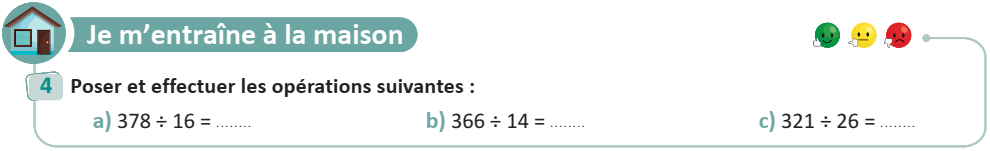 Je m'entraîne à la maison
4 Poser et effectuer les opérations suivantes :
a) 378 ÷ 16 = ........ b) 366 ÷ 14 = ........ c) 321 ÷ 26 = ........